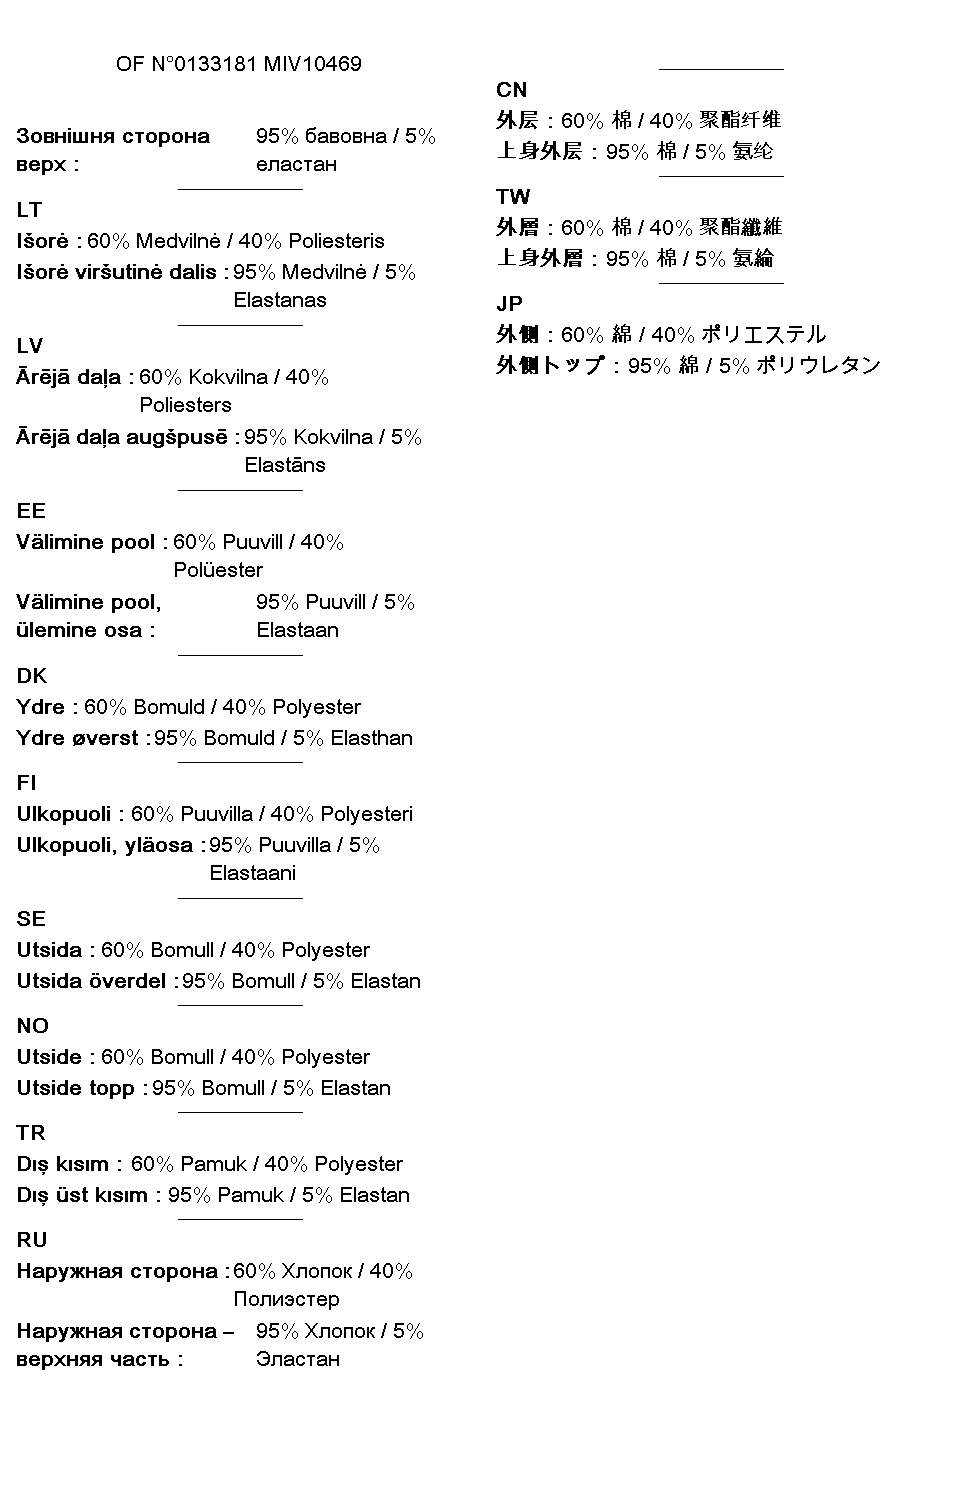 OF N°0133181 MIV10469
Зовнішня сторона 95% бавовна / 5%
верх : еластан
LT
Išorė : 60% Medvilnė / 40% Poliesteris
Išorė viršutinė dalis : 95% Medvilnė / 5%
Elastanas
LV
Ārējā daļa : 60% Kokvilna / 40%
Poliesters
Ārējā daļa augšpusē : 95% Kokvilna / 5%
Elastāns
EE
Välimine pool : 60% Puuvill / 40%
Polüester
Välimine pool, 95% Puuvill / 5%
ülemine osa : Elastaan
DK
Ydre : 60% Bomuld / 40% Polyester
Ydre øverst : 95% Bomuld / 5% Elasthan
FI
Ulkopuoli : 60% Puuvilla / 40% Polyesteri
Ulkopuoli, yläosa : 95% Puuvilla / 5%
Elastaani
SE
Utsida : 60% Bomull / 40% Polyester
Utsida överdel : 95% Bomull / 5% Elastan
NO
Utside : 60% Bomull / 40% Polyester
Utside topp : 95% Bomull / 5% Elastan
TR
Dış kısım : 60% Pamuk / 40% Polyester
Dış üst kısım : 95% Pamuk / 5% Elastan
RU
Наружная сторона : 60% Хлопок / 40%
Полиэстер
Наружная сторона – 95% Хлопок / 5%
верхняя часть : Эластан
CN
外层 : 60% 棉 / 40% 聚酯纤维
上身外层 : 95% 棉 / 5% 氨纶
TW
外層 : 60% 棉 / 40% 聚酯纖維
上身外層 : 95% 棉 / 5% 氨綸
JP
外側 : 60% 綿 / 40% ポリエステル
外側トップ : 95% 綿 / 5% ポリウレタン